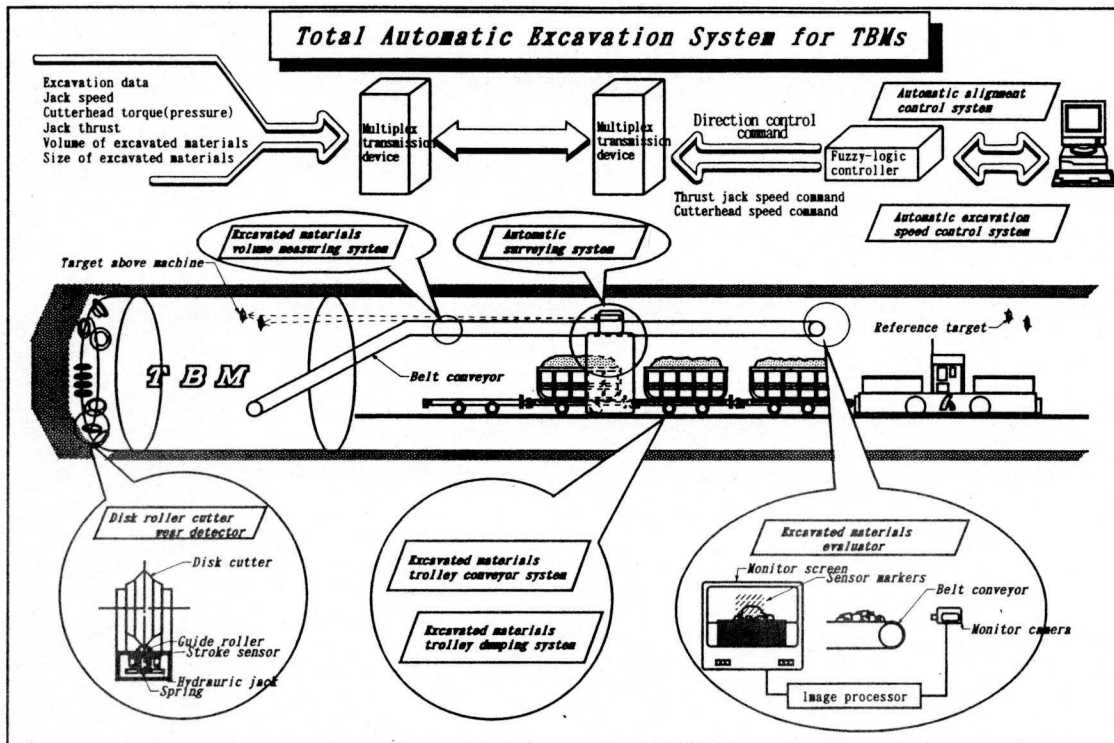 Total Automatic Excavation System for TBMs
Excavation data
Jack speed
Cutterhead torque(pressure)
Jack thrust
Volume of excavated materials
Size of excavated materials
Multiplex
transmission
device
Multiplex
transmission
device
Direction control
command
Thrust jack speed command
Cutterhead speed command
Fuzzy-logic
controller
Automatic alignment
control system
Automatic excavation
speed control system
Excavated materials
volume measuring system
Automatic
surveying system
Target above machine
Reference target
TBM
Belt conveyor
Disk roller cutter
wear detector
Disk cutter
Guide roller
Stroke sensor
Hydrauric jack
Spring
Excavated materials
trolley conveyor system
Excavated materials
trolley dumping system
Excavated materials
evaluator
Monitor screen
Sensor markers
Belt conveyor
Monitor camera
Image processor